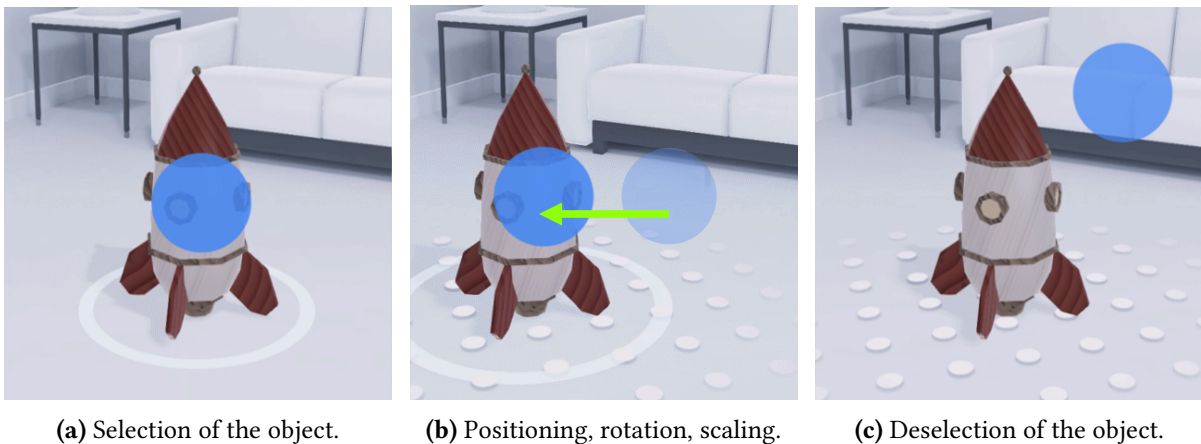 (a) Selection of the object.
(b) Positioning, rotation, scaling.
(c) Deselection of the object.